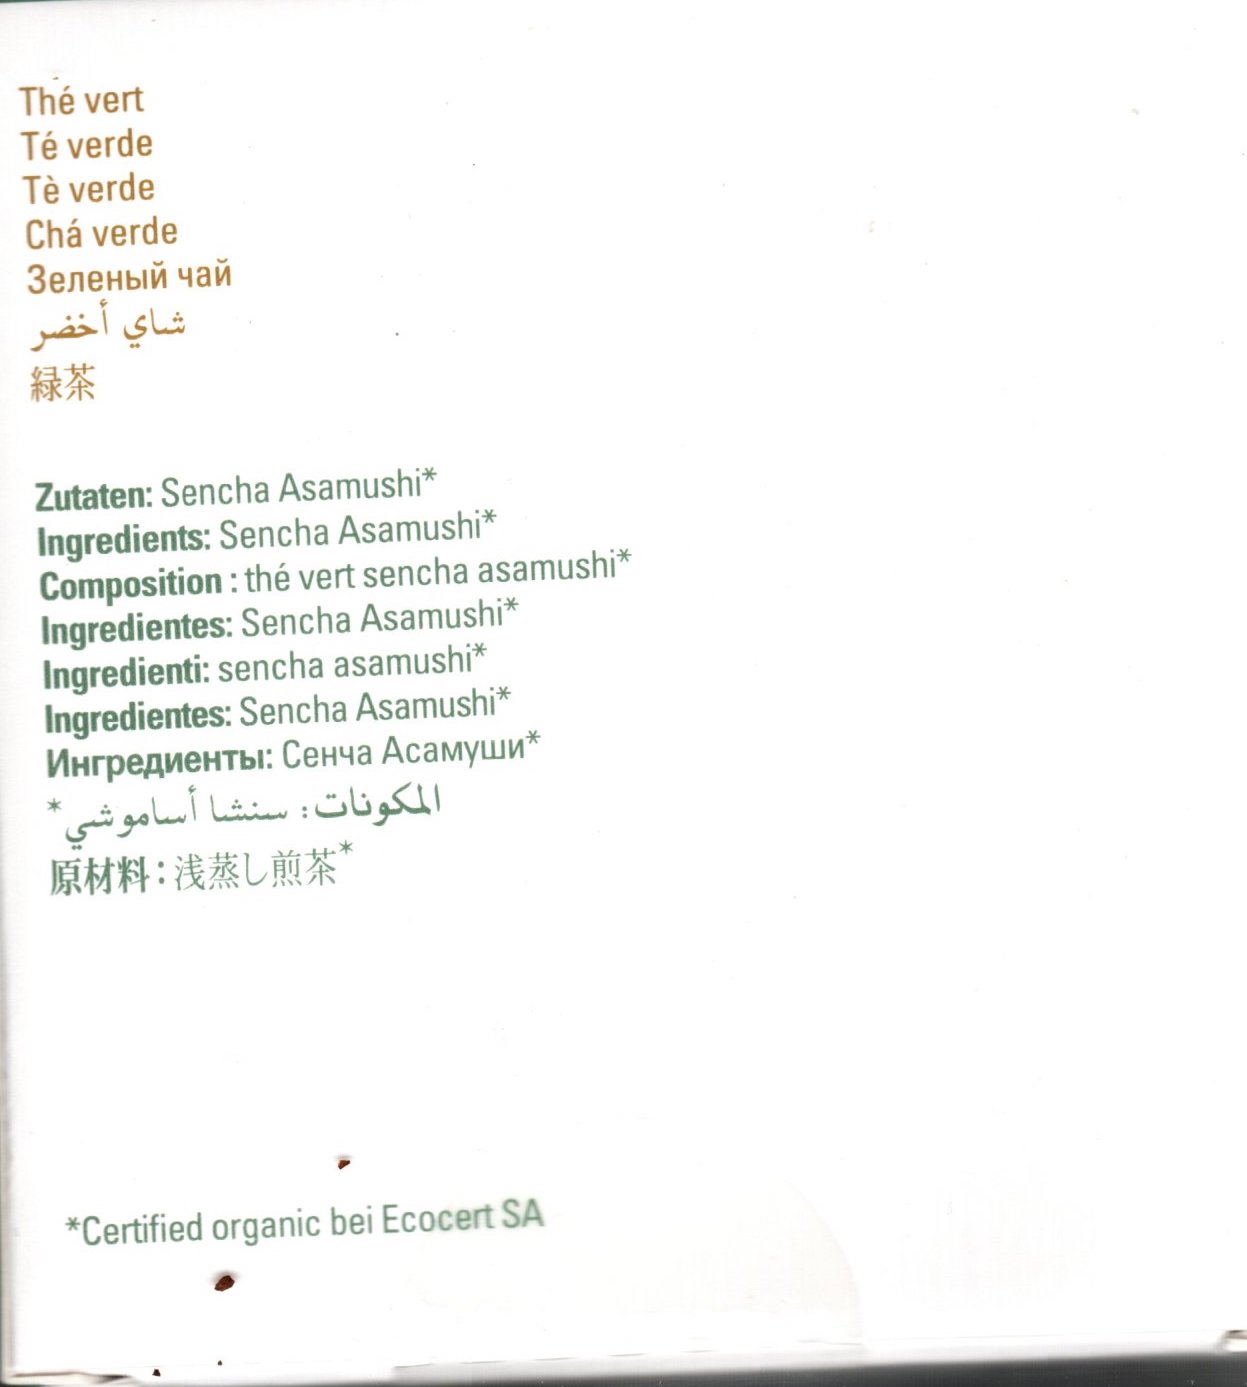 Thé vert
Té verde
Tè verde
Chá verde
Зеленый чай
شاي أخضر
緑茶
Zutaten: Sencha Asamushi*
Ingredients: Sencha Asamushi*
Composition : thé vert sencha asamushi*
Ingredientes: Sencha Asamushi*
Ingredienti: sencha asamushi*
Ingredientes: Sencha Asamushi*
Ингредиенты: Сенча Асамуши*
المكونات: سنشا أساموشي*
原材料：浅蒸し煎茶*
*Certified organic bei Ecocert SA